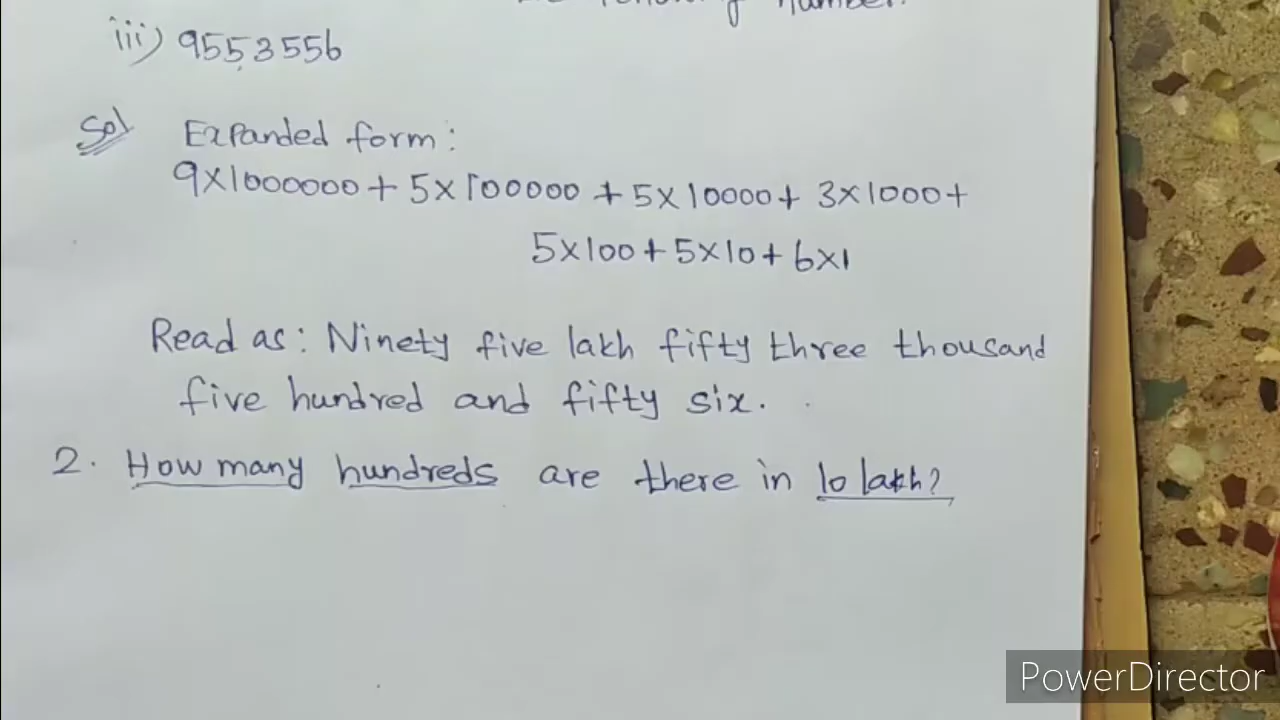 number.
iii) 9553556
Sol Expanded form:
9×1000000 + 5×100000 + 5×10000 + 3×1000 +
5×100 + 5×10 + 6×1
Read as: Ninety five lakh fifty three thousand
five hundred and fifty six.
2. How many hundreds are there in 10 lakh?
PowerDirector